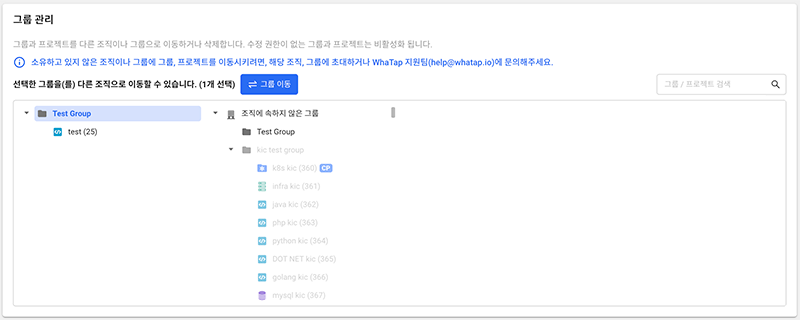 그룹 관리
그룹과 프로젝트를 다른 조직이나 그룹으로 이동하거나 삭제합니다. 수정 권한이 없는 그룹과 프로젝트는 비활성화 됩니다.
소유하고 있지 않은 조직이나 그룹에 그룹, 프로젝트를 이동시키려면, 해당 조직, 그룹에 초대하거나 WhaTap 지원팀(help@whatap.io)에 문의해주세요.
선택한 그룹을(를) 다른 조직으로 이동할 수 있습니다. (1개 선택) 그룹 이동 그룹 / 프로젝트 검색
Test Group
test (25)
조직에 속하지 않은 그룹
Test Group
kic test group
k8s kic (360) CP
infra kic (361)
java kic (362)
php kic (363)
python kic (364)
DOT NET kic (365)
golang kic (366)
mysql kic (367)